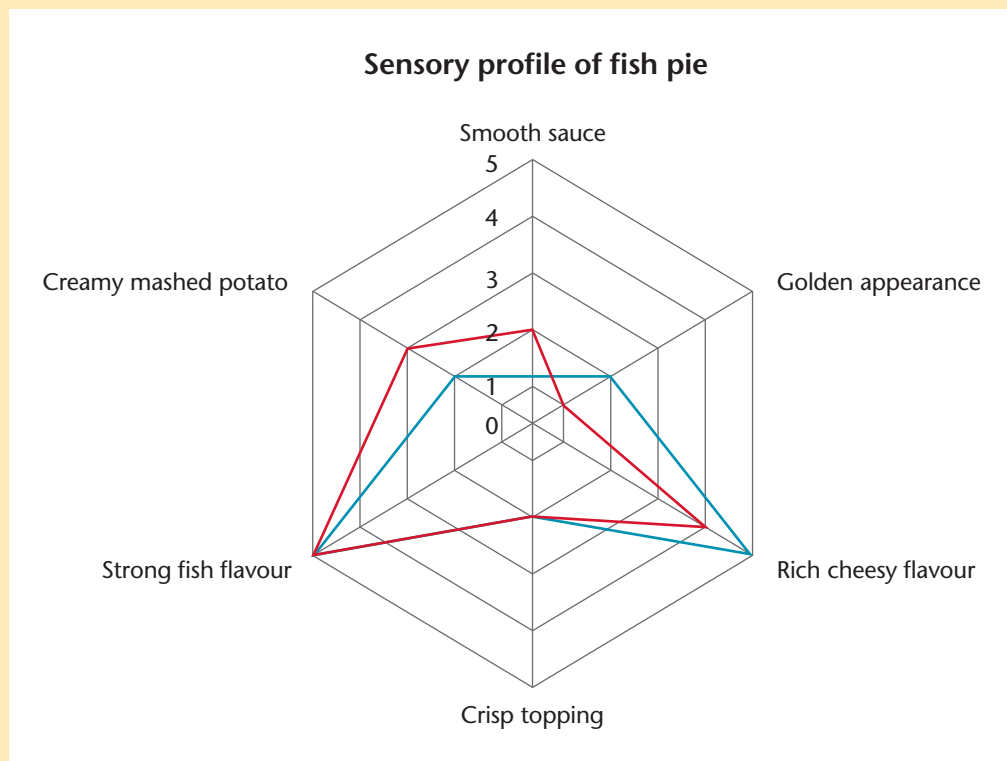 Sensory profile of fish pie
Smooth sauce
5
4
3
2
1
0
Creamy mashed potato
Golden appearance
Strong fish flavour
Rich cheesy flavour
Crisp topping